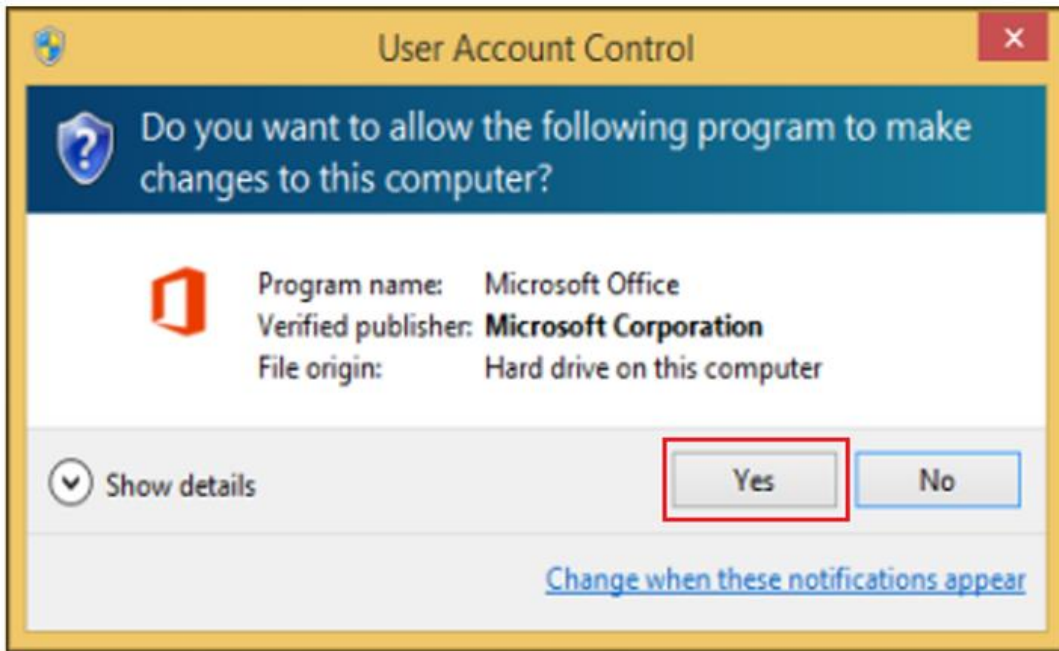 User Account Control
Do you want to allow the following program to make
changes to this computer?
Program name: Microsoft Office
Verified publisher: Microsoft Corporation
File origin: Hard drive on this computer
Show details
Yes
No
Change when these notifications appear